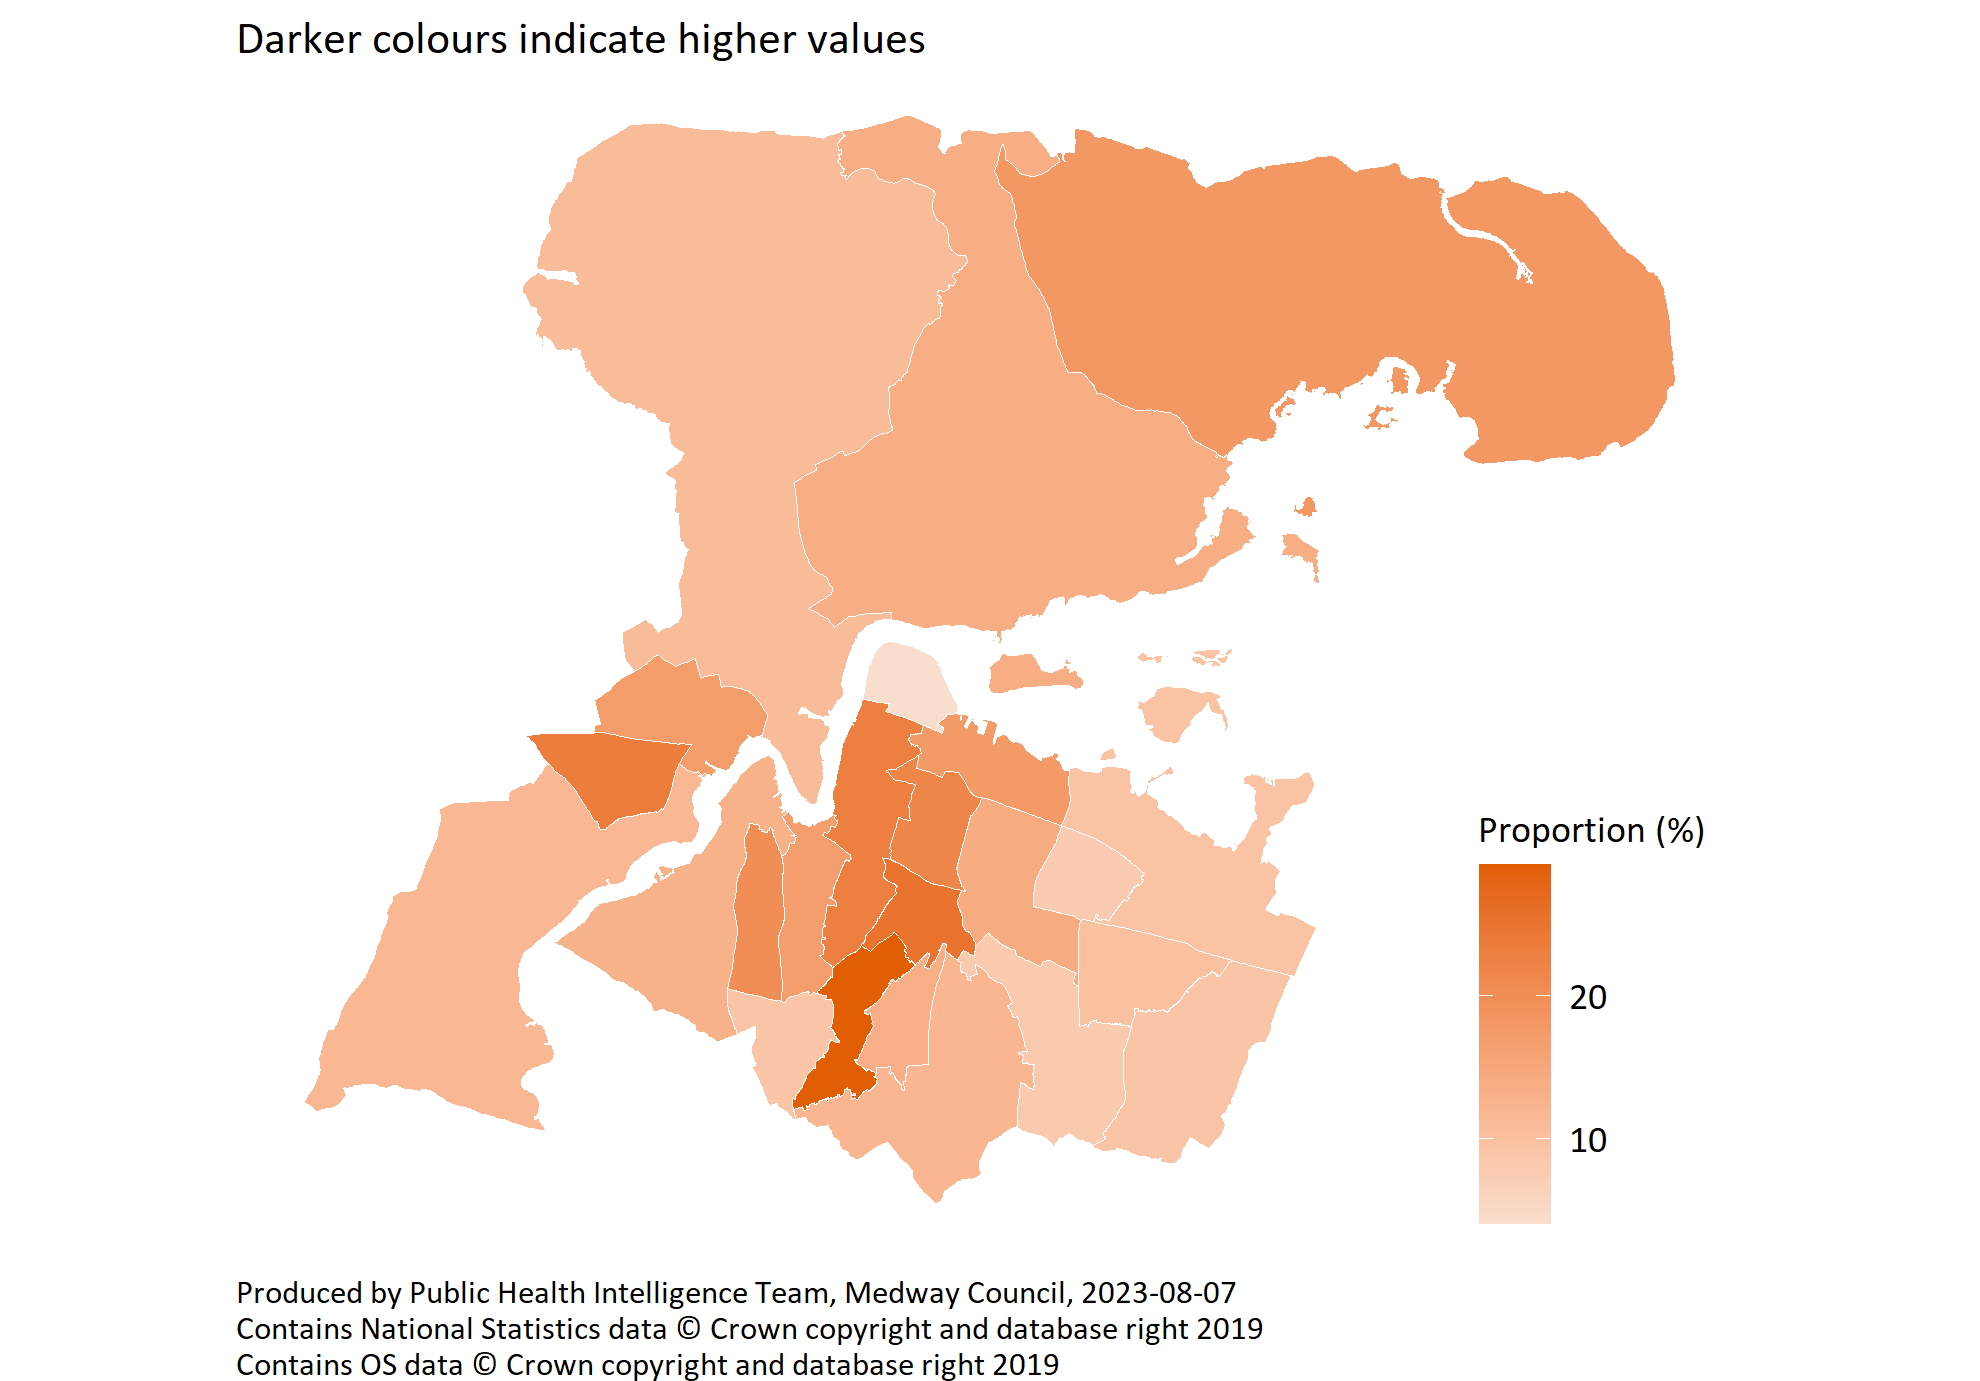 Darker colours indicate higher values
Proportion (%)
20
10
Produced by Public Health Intelligence Team, Medway Council, 2023-08-07
Contains National Statistics data © Crown copyright and database right 2019
Contains OS data © Crown copyright and database right 2019